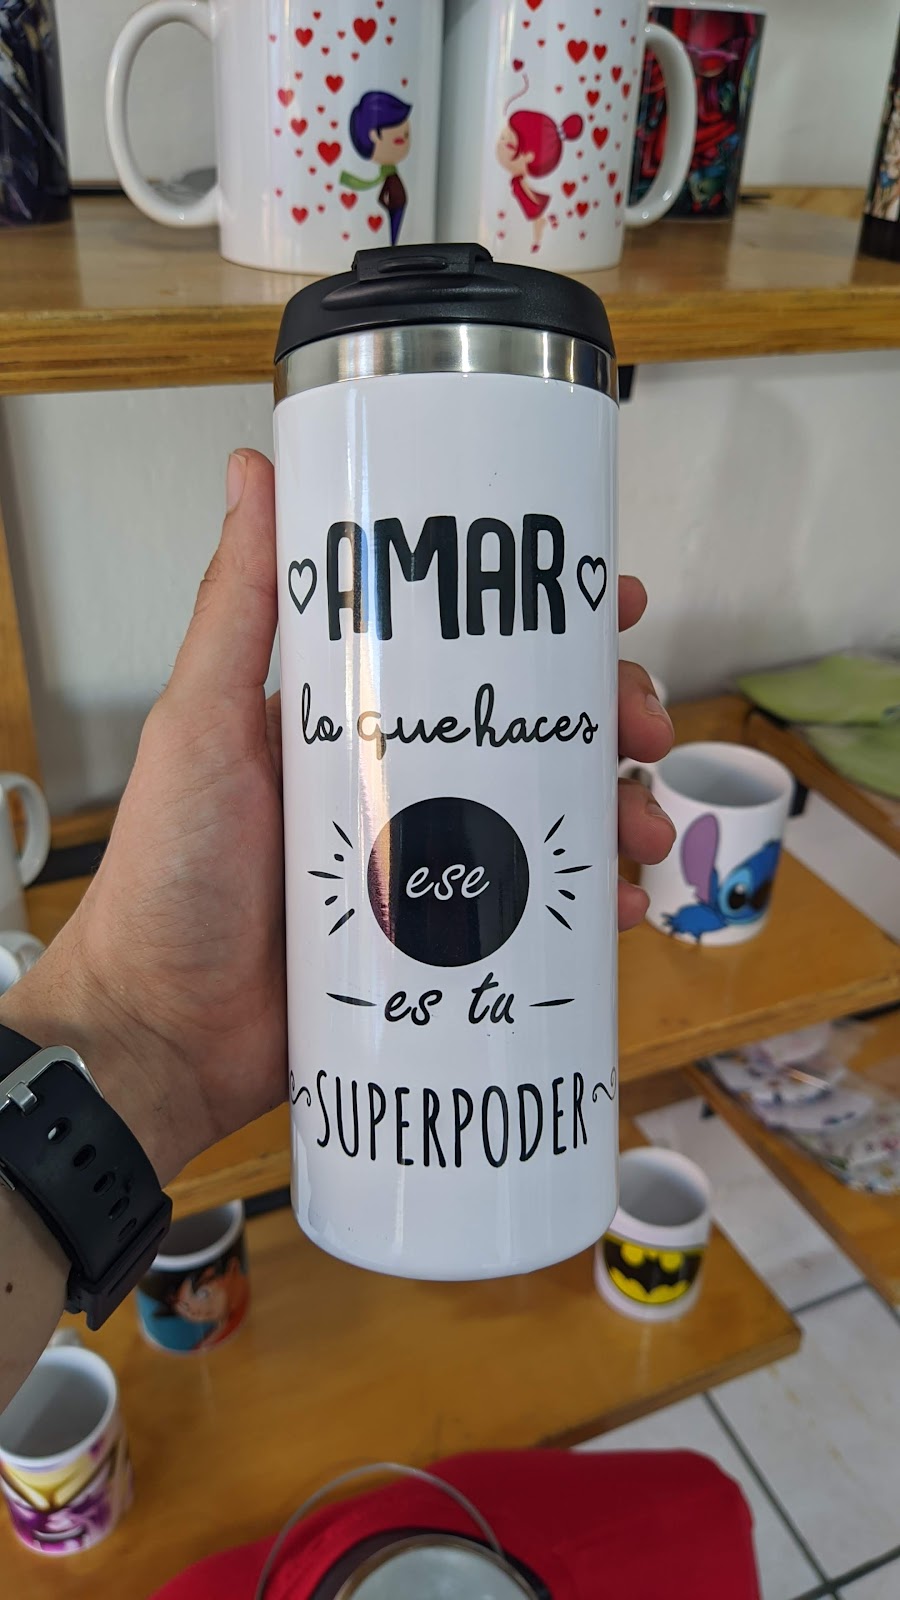 AMAR
lo que haces
ese
es tu
SUPERPODER